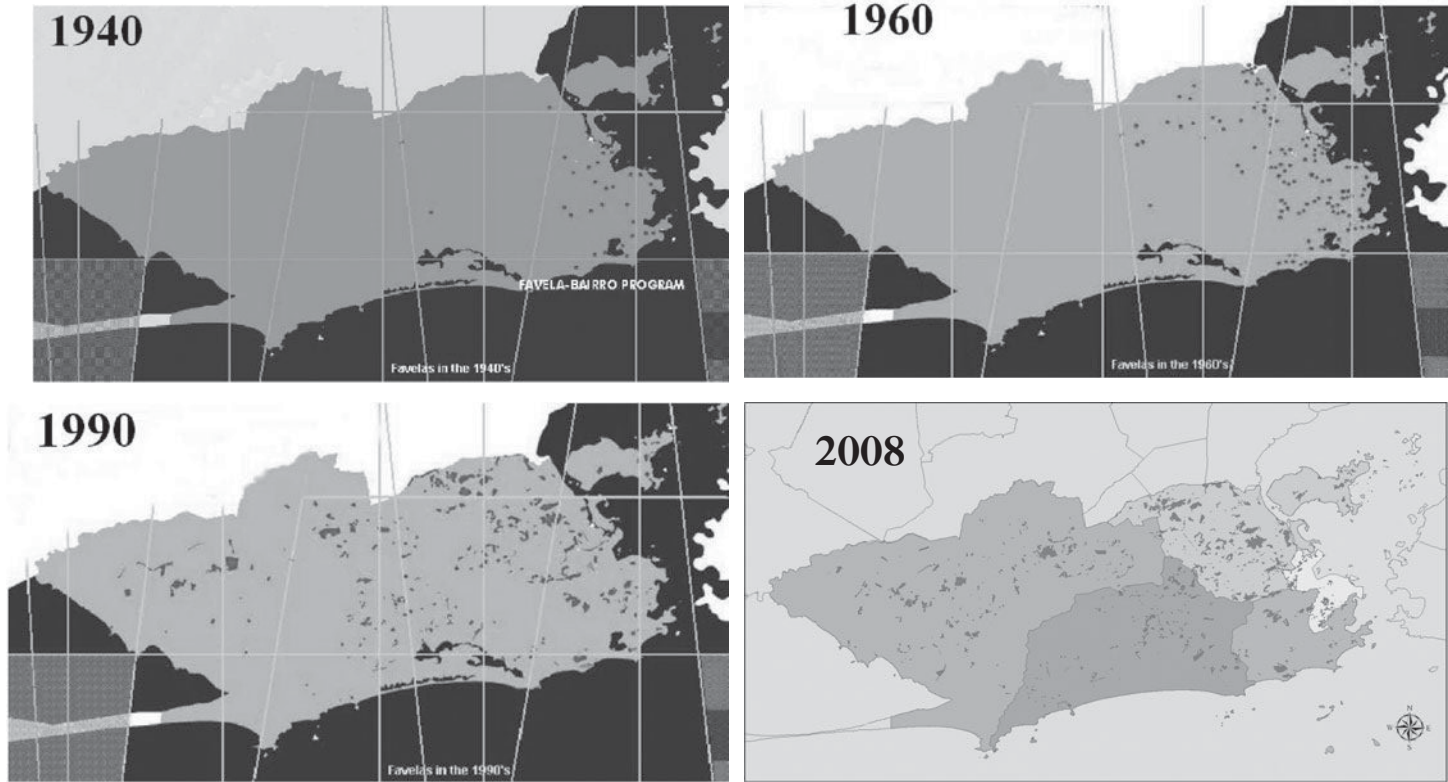 1940
FAVELA-BAIRRO PROGRAM
Favelas in the 1940's
1960
Favelas in the 1960's
1990
Favelas in the 1990's
2008
N
W E
S